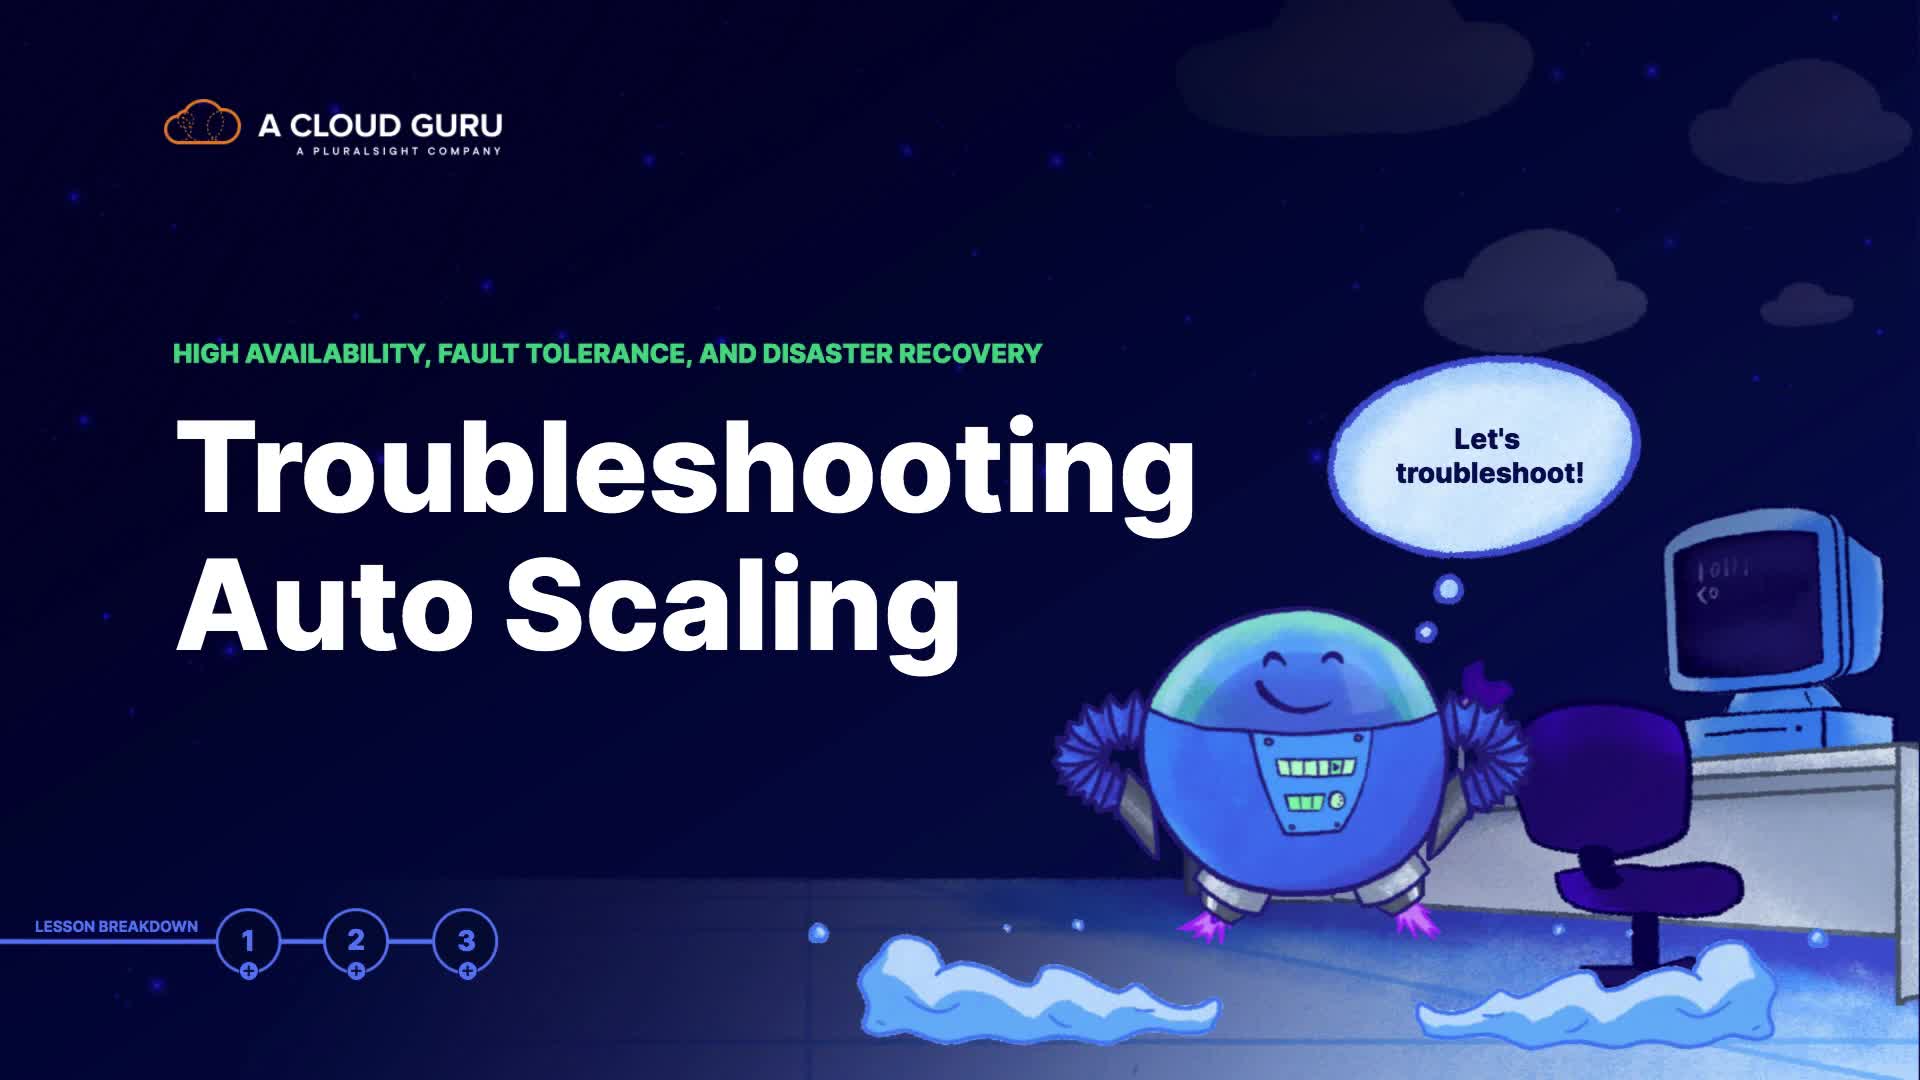 A CLOUD GURU
A PLURALSIGHT COMPANY
HIGH AVAILABILITY, FAULT TOLERANCE, AND DISASTER RECOVERY
Troubleshooting
Auto Scaling
Let's
troubleshoot!
LESSON BREAKDOWN
1
2
3